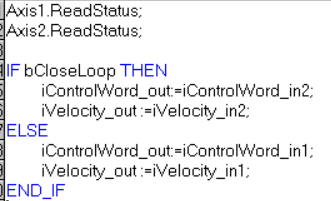 Axis1.ReadStatus;
Axis2.ReadStatus;
IF bCloseLoop THEN
iControlWord_out:=iControlWord_in2;
iVelocity_out :=iVelocity_in2;
ELSE
iControlWord_out:=iControlWord_in1;
iVelocity_out :=iVelocity_in1;
END_IF